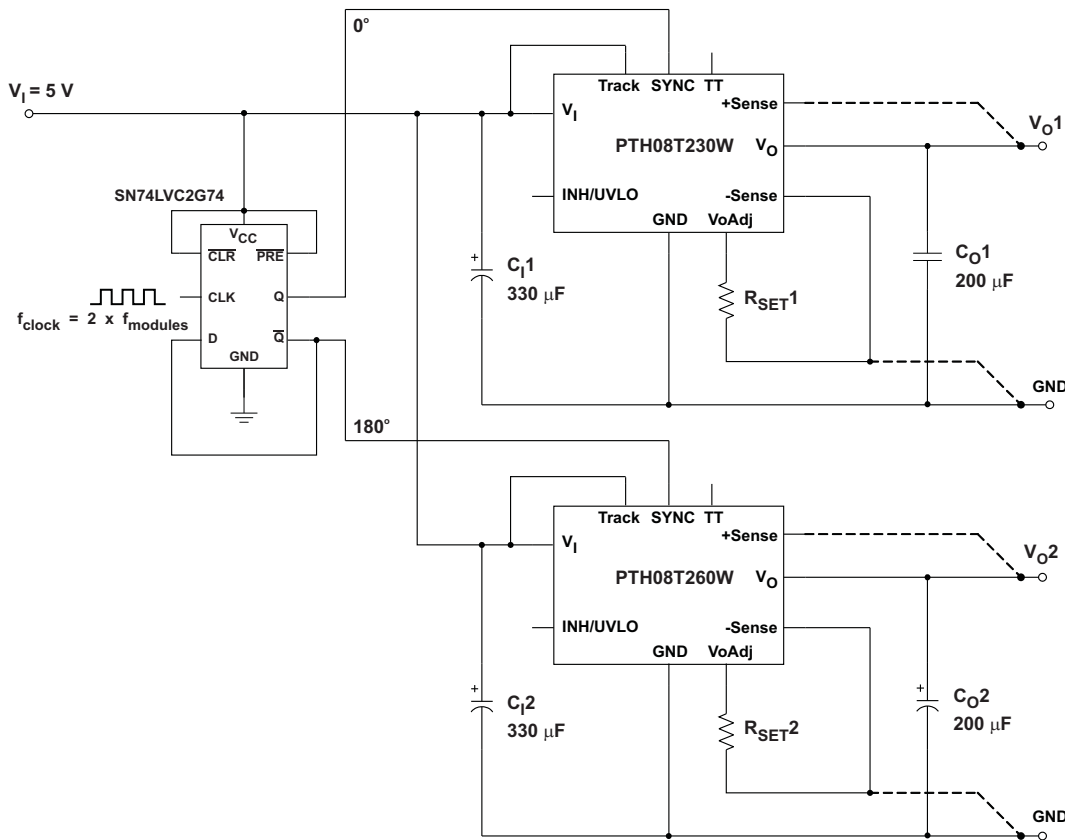 0°
Track SYNC TT
V_I = 5 V
V_I
+Sense
V_O1
PTH08T230W
V_O
SN74LVC2G74
INH/UVLO
-Sense
GND VoAdj
V_CC
C̅L̅R̅ P̅R̅E̅
C_I1
330 μF
R_SET1
C_O1
200 μF
CLK Q
f_clock = 2 x f_modules
D Q̅
GND
GND
180°
Track SYNC TT
V_I
+Sense
V_O2
PTH08T260W
V_O
INH/UVLO
-Sense
GND VoAdj
C_I2
330 μF
R_SET2
C_O2
200 μF
GND
+
+
+